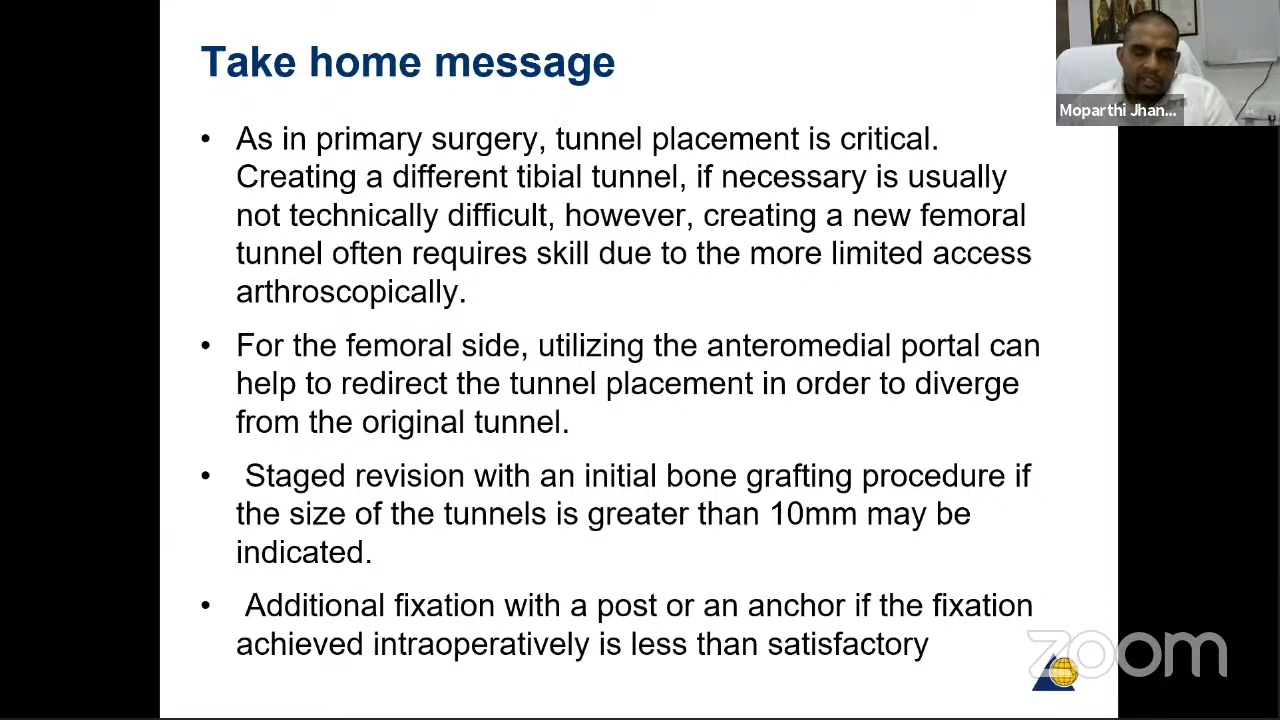 Take home message
Moparthi Jhan...
• As in primary surgery, tunnel placement is critical.
Creating a different tibial tunnel, if necessary is usually
not technically difficult, however, creating a new femoral
tunnel often requires skill due to the more limited access
arthroscopically.
• For the femoral side, utilizing the anteromedial portal can
help to redirect the tunnel placement in order to diverge
from the original tunnel.
• Staged revision with an initial bone grafting procedure if
the size of the tunnels is greater than 10mm may be
indicated.
• Additional fixation with a post or an anchor if the fixation
achieved intraoperatively is less than satisfactory
zoom